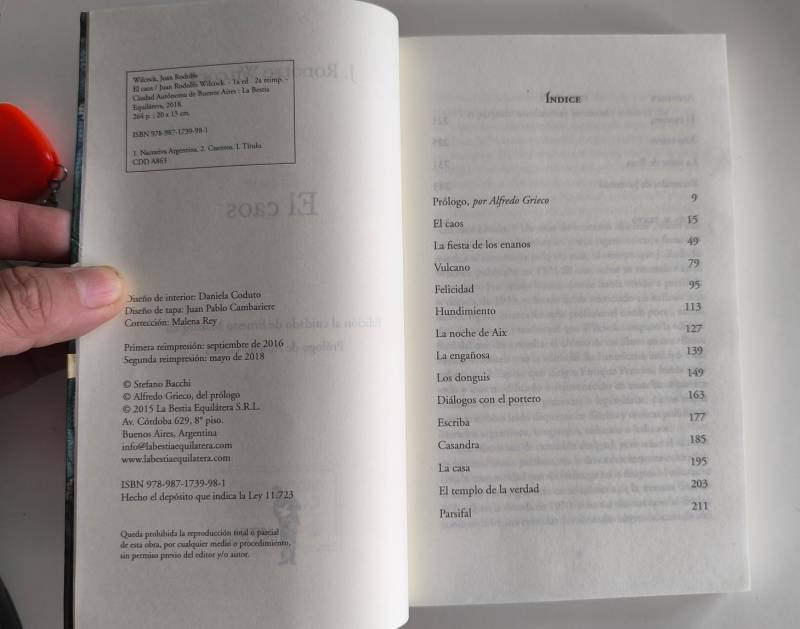 Wilcock, Juan Rodolfo
El caos / Juan Rodolfo Wilcock. - 1a ed . 2a reimp. -
Ciudad Autónoma de Buenos Aires : La Bestia
Equilátera, 2018.
264 p. ; 20 x 13 cm.
ISBN 978-987-1739-98-1
1. Narrativa Argentina. 2. Cuentos. I. Título.
CDD A863
El caos
Diseño de interior: Daniela Coduto
Diseño de tapa: Juan Pablo Cambariere
Corrección: Malena Rey
Primera reimpresión: septiembre de 2016
Segunda reimpresión: mayo de 2018
© Stefano Bacchi
© Alfredo Grieco, del prólogo
© 2015 La Bestia Equilátera S.R.L.
Av. Córdoba 629, 8° piso.
Buenos Aires, Argentina
info@labestiaequilatera.com
www.labestiaequilatera.com
ISBN 978-987-1739-98-1
Hecho el depósito que indica la Ley 11.723
Queda prohibida la reproducción total o parcial
de esta obra, por cualquier medio o procedimiento,
sin permiso previo del editor y/o autor.
Índice
Prólogo, por Alfredo Grieco 9
El caos 15
La fiesta de los enanos 49
Vulcano 79
Felicidad 95
Hundimiento 113
La noche de Aix 127
La engañosa 139
Los donguis 149
Diálogos con el portero 163
Escriba 177
Casandra 185
La casa 195
El templo de la verdad 203
Parsifal 211